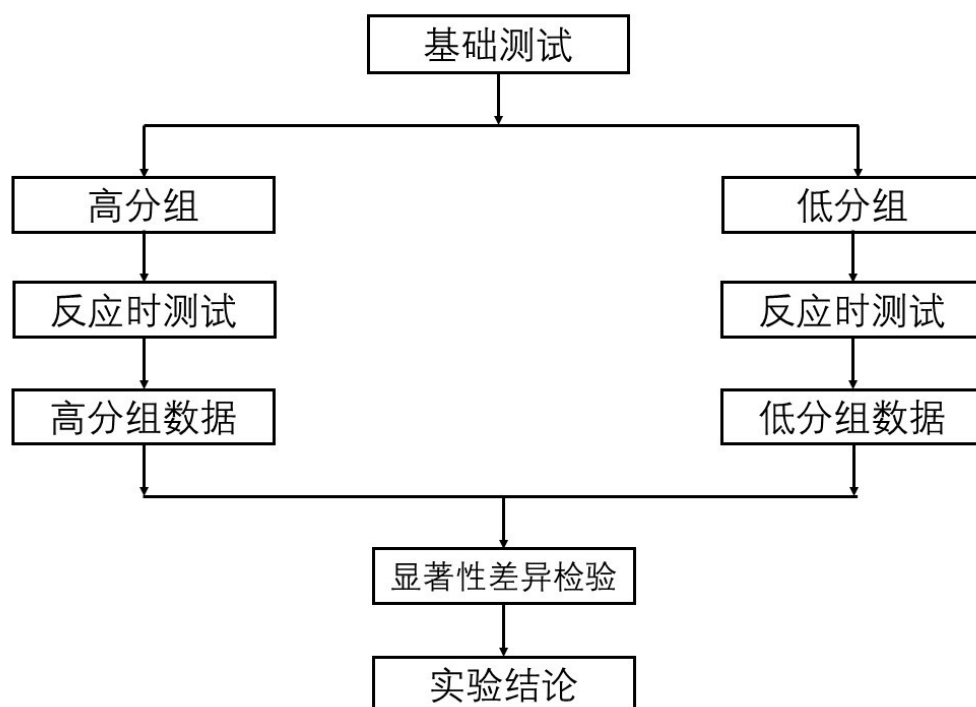 基础测试
高分组
低分组
反应时测试
反应时测试
高分组数据
低分组数据
显著性差异检验
实验结论